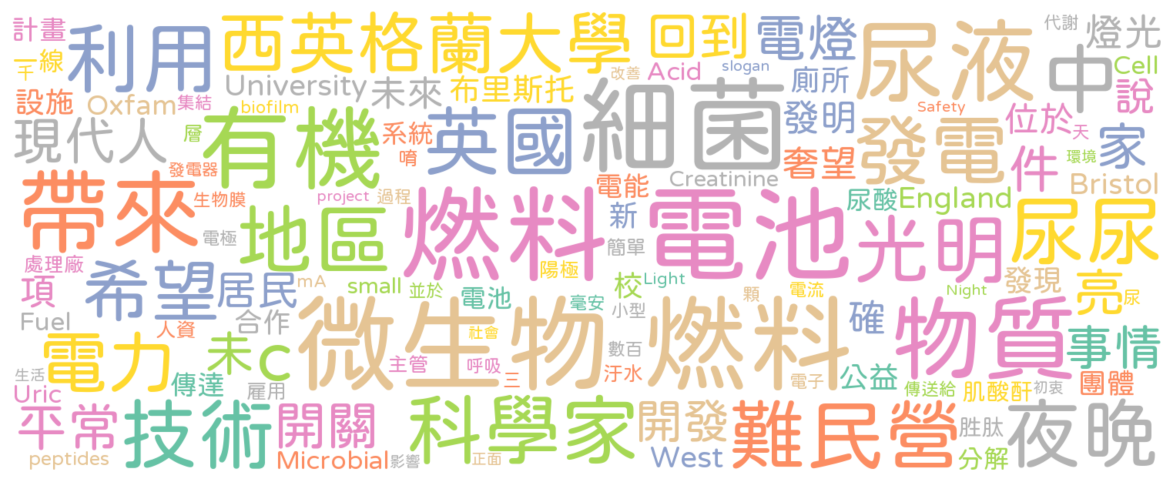 計畫 利用 西英格蘭大學 回到 電燈 尿液 中 代謝 燈光
一線 University 未來 布里斯托 改善 Acid slogan 廁所 Cell
千 設施 Oxfam 集結 biofilm 發明 Safety 位於 說
現代人 層 有機 系統 英國 細菌 奢望 發電 天 家
發電器 唷 電能 Creatinine 件 環境 Bristol
帶來 生物膜 project 過程 新 尿酸 England
地區 燃料 電池 光明 尿尿
電極 簡單
處理廠 希望 居民 mA small 並於 陽極 校 Light 顆 電流 Night 發現 亮 尿
項 電池 毫安 小型
Fuel 人資 合作 微生物 燃料 確 物質 事情
電力 未 C 社會 數百
生活 傳達 雇用 主管 呼吸 三 汙水 電子 公益 傳送給 肌酸酐 初衷 團體
Uric
平常 技術 開關 科學家 開發 難民營 胜肽 夜晚
peptides Microbial 影響 正面 West 分解